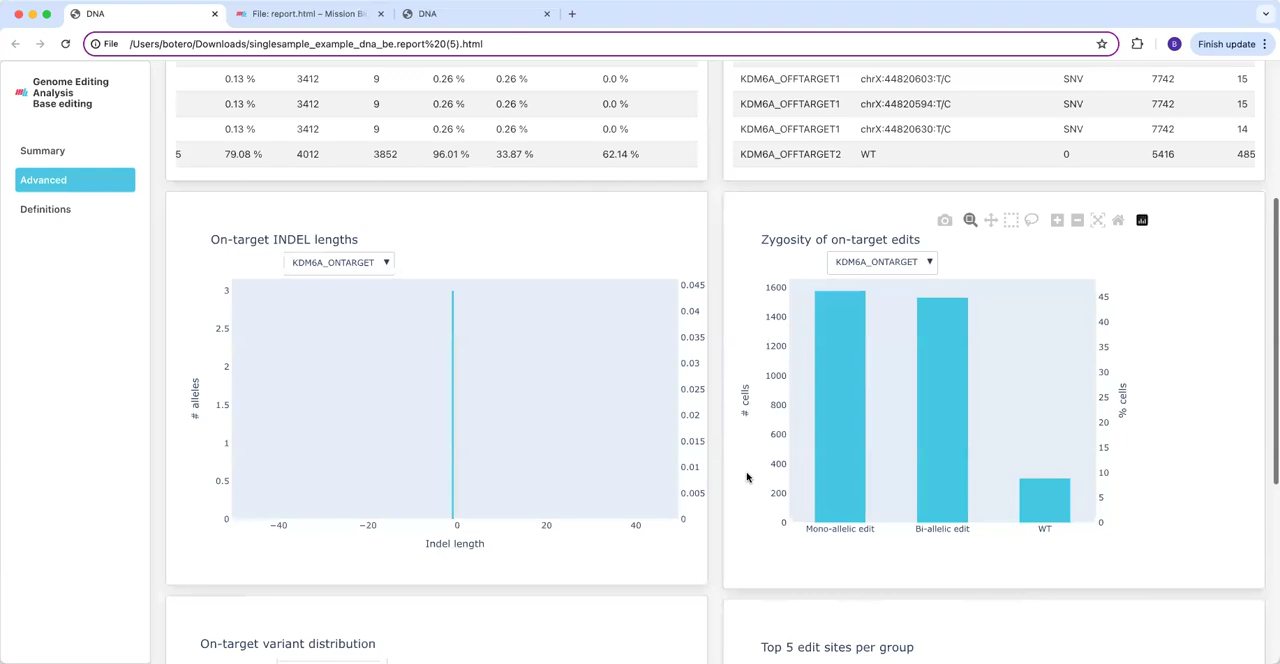 DNA
File: report.html – Mission Bi
DNA
File
/Users/botero/Downloads/singlesample_example_dna_be.report%20(5).html
B
Finish update
Genome Editing
Analysis
Base editing
Summary
Advanced
Definitions
0.13 % 3412 9 0.26 % 0.26 % 0.0 %
0.13 % 3412 9 0.26 % 0.26 % 0.0 %
0.13 % 3412 9 0.26 % 0.26 % 0.0 %
5 79.08 % 4012 3852 96.01 % 33.87 % 62.14 %
KDM6A_OFFTARGET1 chrX:44820603:T/C SNV 7742 15
KDM6A_OFFTARGET1 chrX:44820594:T/C SNV 7742 15
KDM6A_OFFTARGET1 chrX:44820630:T/C SNV 7742 14
KDM6A_OFFTARGET2 WT 0 5416 485
On-target INDEL lengths
KDM6A_ONTARGET ▼
3
2.5
2
1.5
1
0.5
0
# alleles
0.045
0.04
0.035
0.03
0.025
0.02
0.015
0.01
0.005
0
−40 −20 0 20 40
Indel length
Zygosity of on-target edits
KDM6A_ONTARGET ▼
1600
1400
1200
1000
800
600
400
200
0
# cells
45
40
35
30
25
20
15
10
5
0
% cells
Mono-allelic edit Bi-allelic edit WT
On-target variant distribution
Top 5 edit sites per group